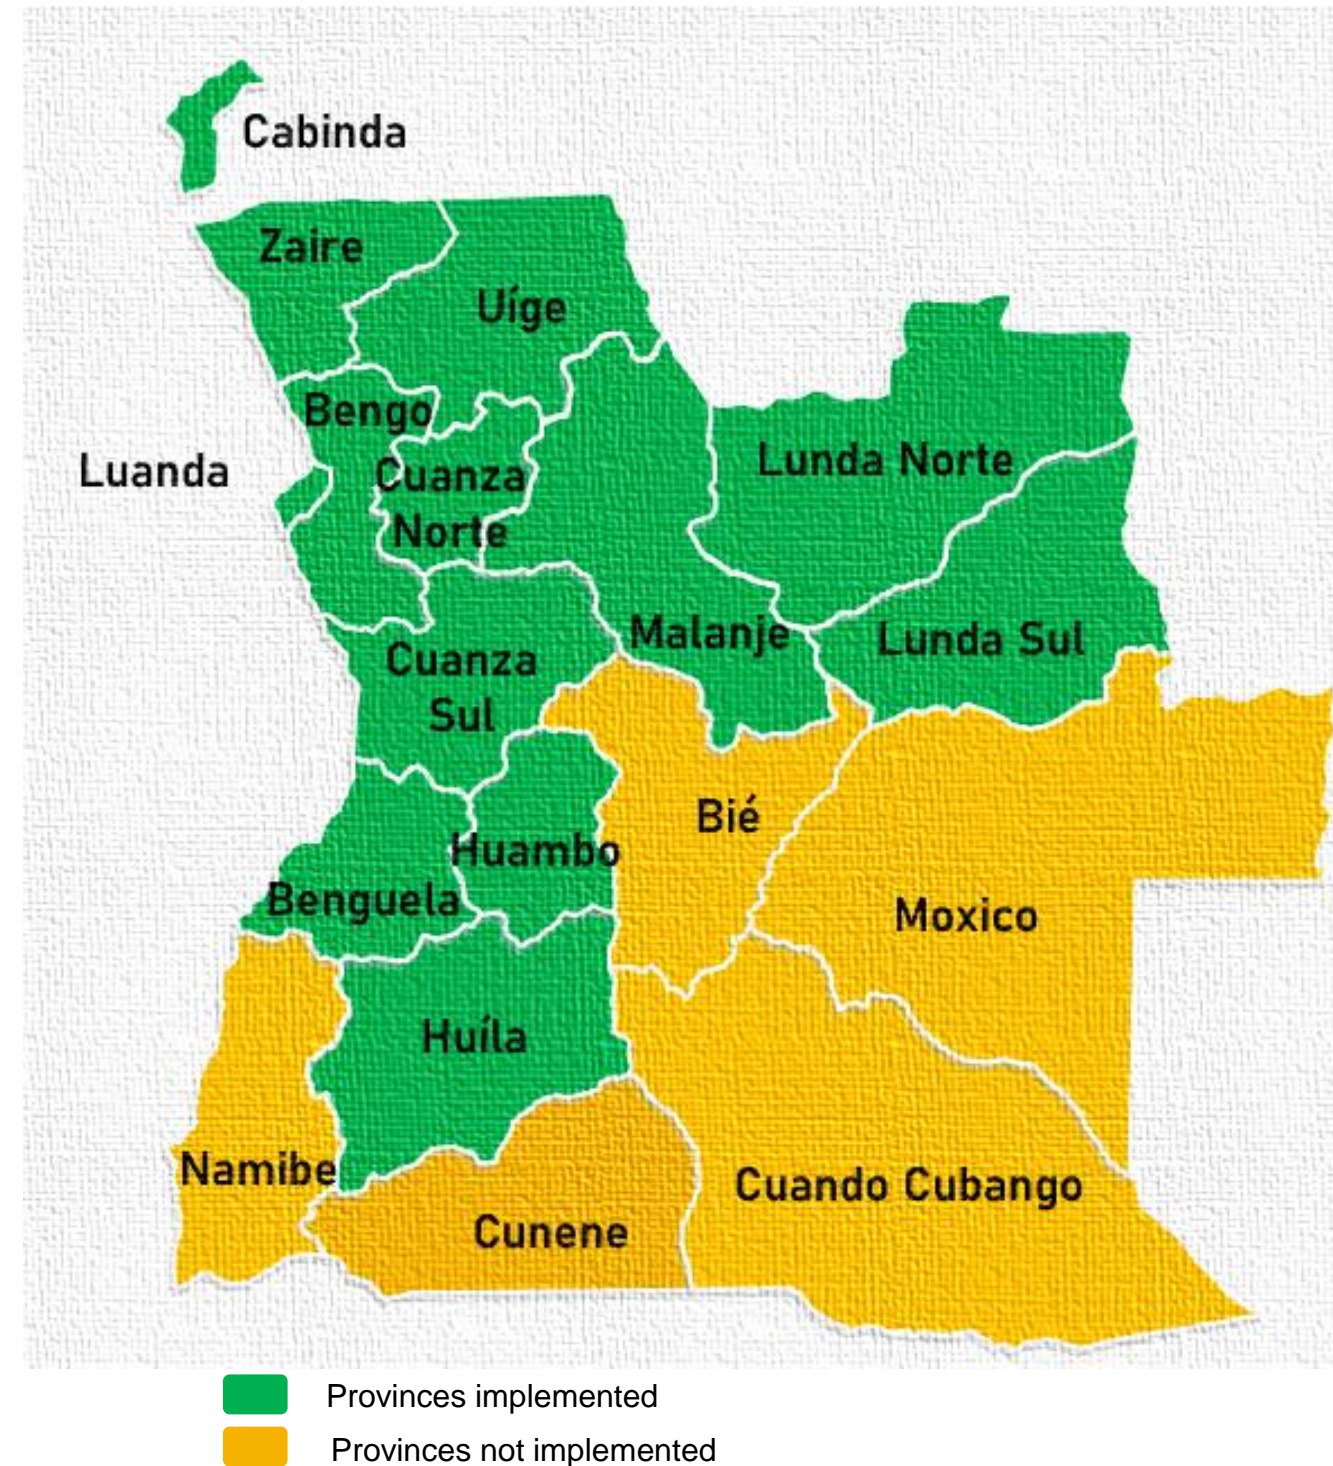 Cabinda
Zaire
Uíge
Bengo
Luanda
Cuanza
Norte
Lunda Norte
Malanje
Lunda Sul
Cuanza
Sul
Bié
Huambo
Benguela
Moxico
Huíla
Namibe
Cuando Cubango
Cunene
Provinces implemented
Provinces not implemented